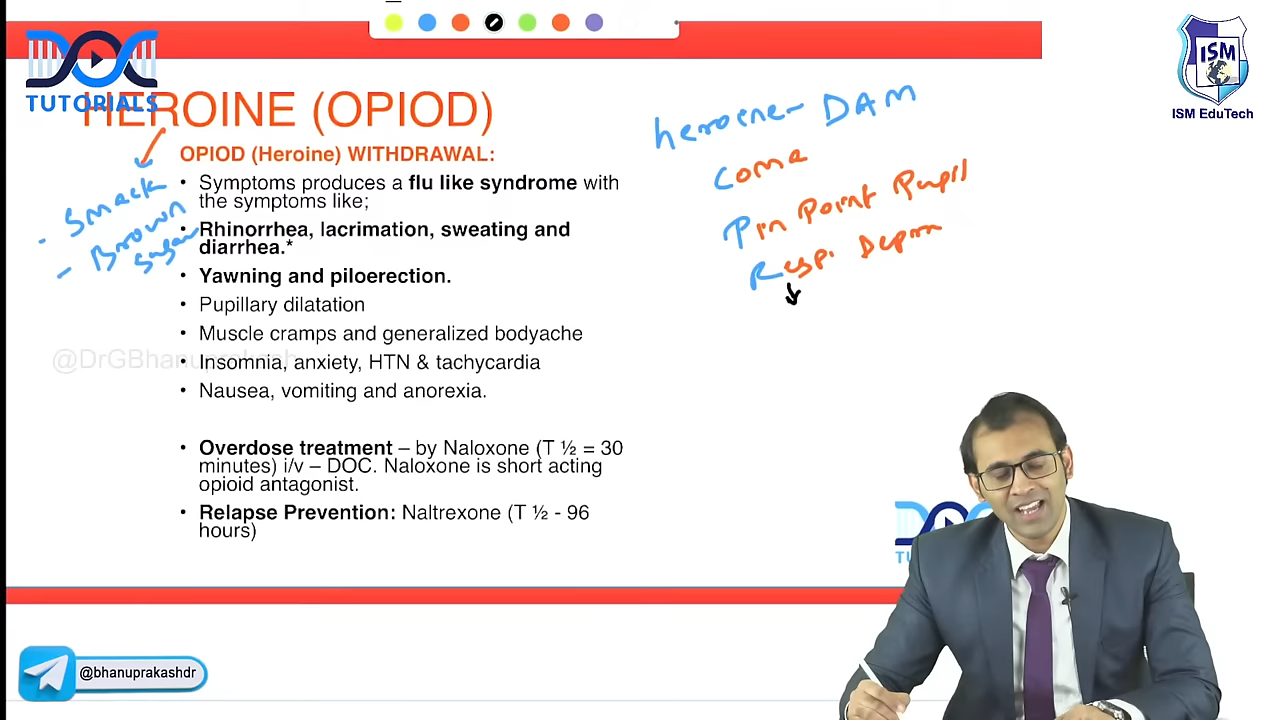 TUTORIALS
HEROINE (OPIOD)
OPIOD (Heroine) WITHDRAWAL:
• Symptoms produces a flu like syndrome with
the symptoms like;
• Rhinorrhea, lacrimation, sweating and
diarrhea.*
• Yawning and piloerection.
• Pupillary dilatation
• Muscle cramps and generalized bodyache
@DrGBhanuprakash
• Insomnia, anxiety, HTN & tachycardia
• Nausea, vomiting and anorexia.
• Overdose treatment – by Naloxone (T ½ = 30
minutes) i/v – DOC. Naloxone is short acting
opioid antagonist.
• Relapse Prevention: Naltrexone (T ½ - 96
hours)
- Smack
- Brown
sugar
heroine - DAM
Coma
Pin Point Pupil
Resp.
ISM
ISM EduTech
@bhanuprakashdr